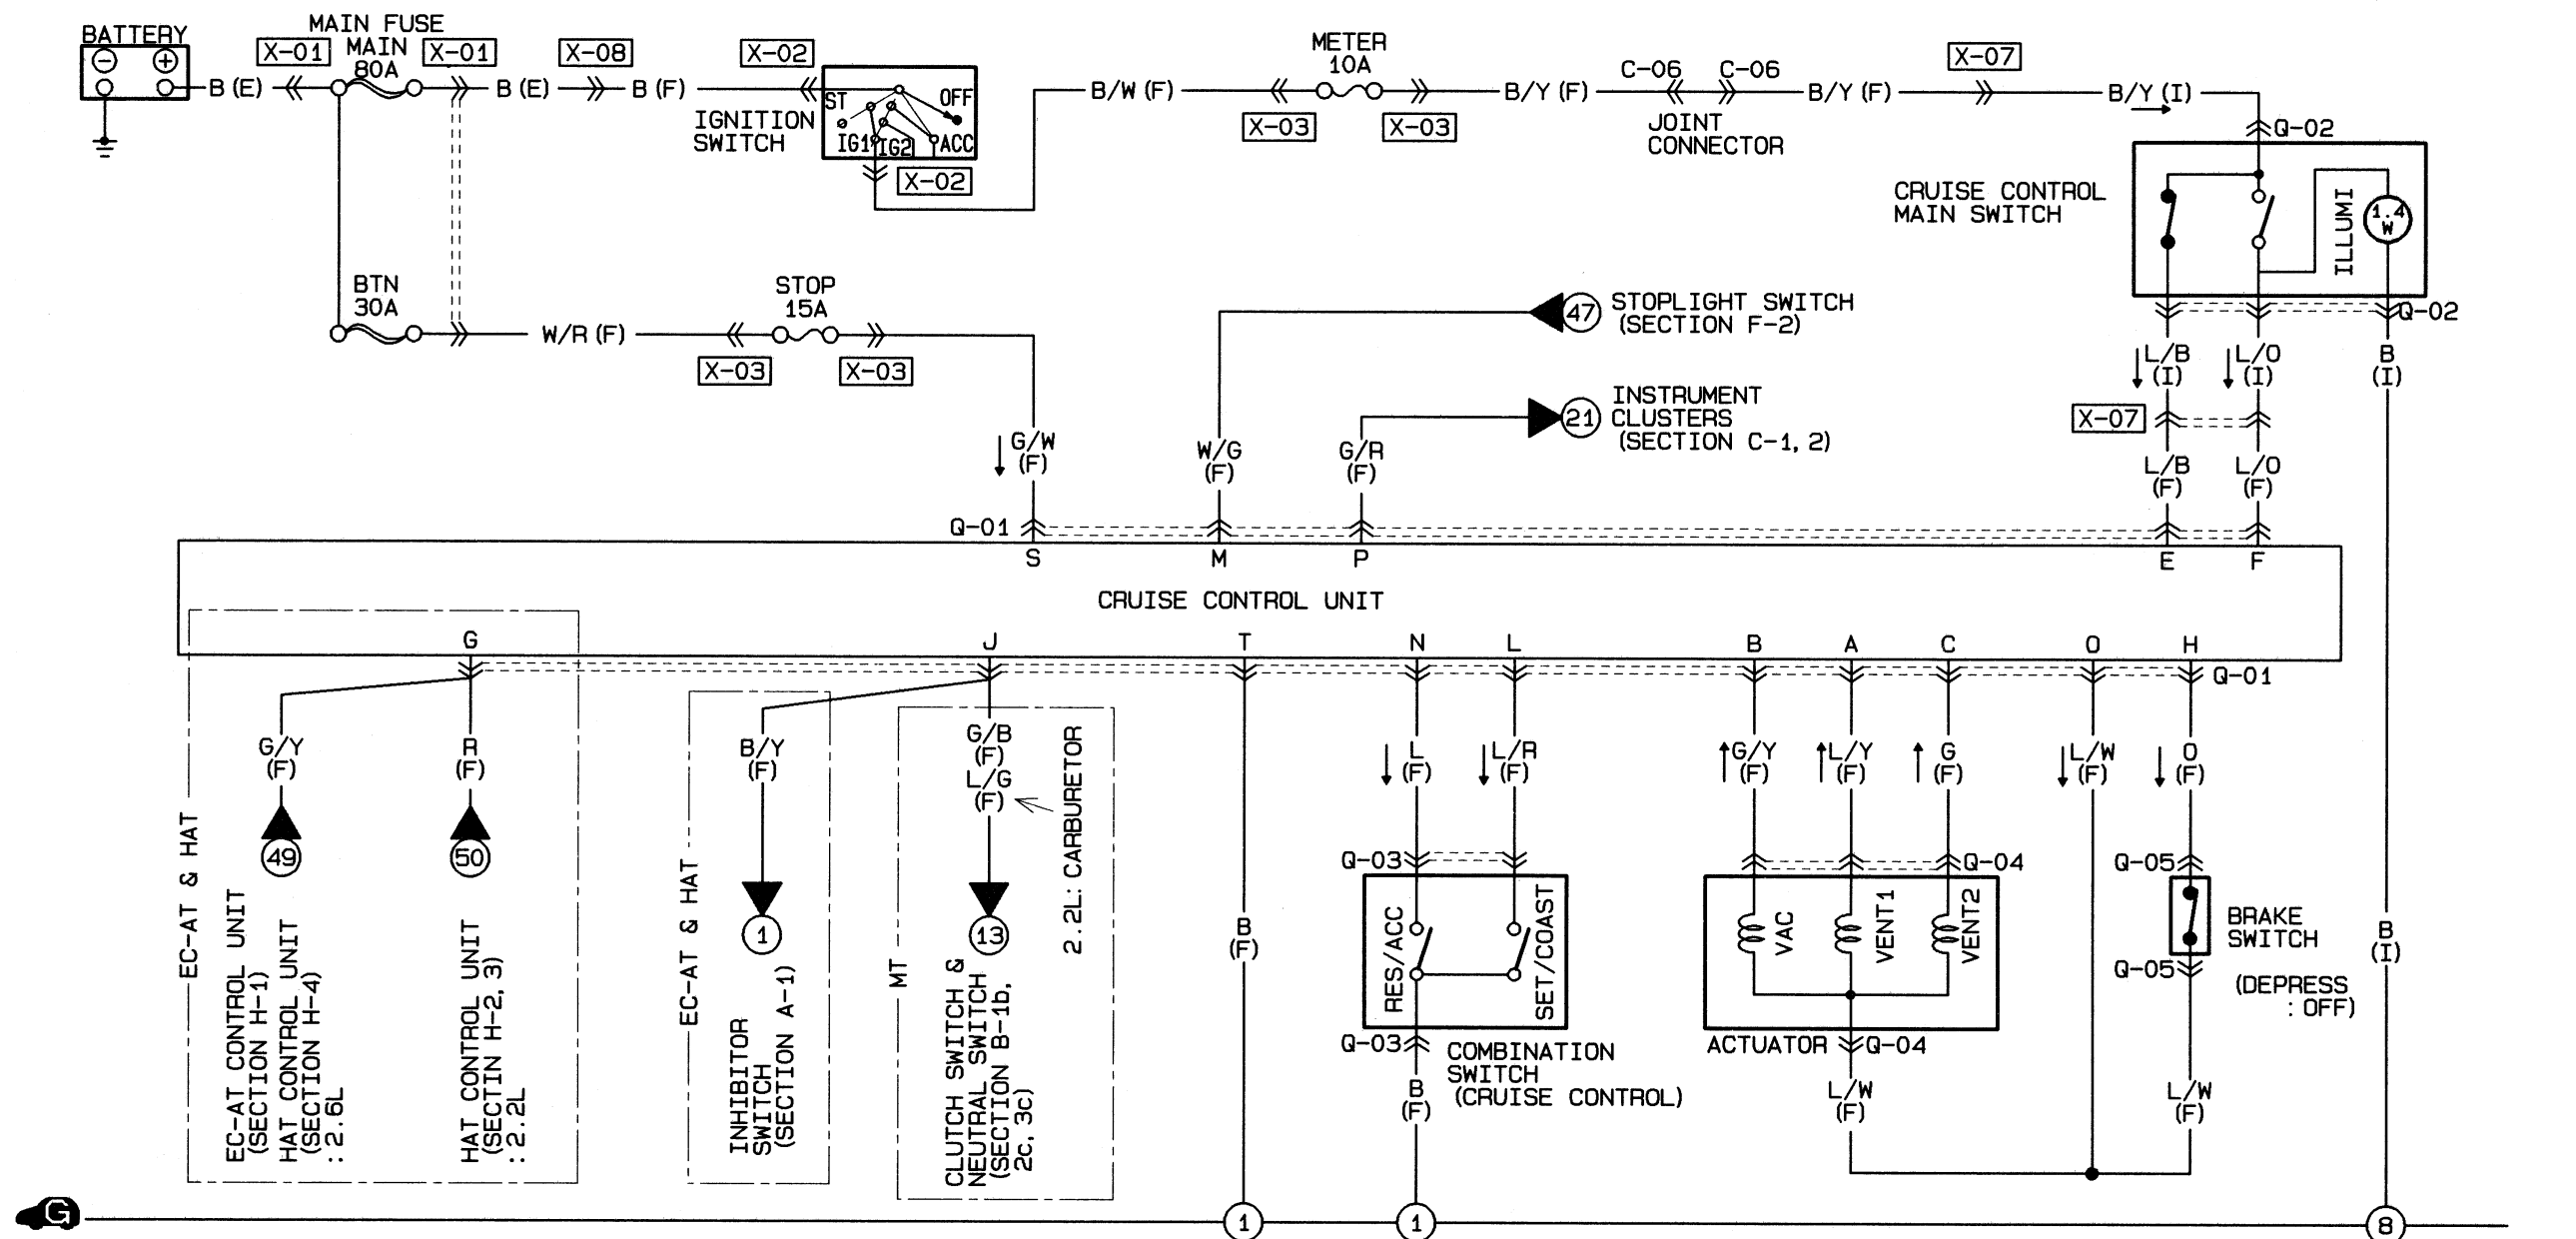 MAIN FUSE
BATTERY
MAIN
80A
X-01
X-01
X-08
X-02
B (E)
B (E)
B (F)
IGNITION
SWITCH
ST
OFF
IG1
IG2
ACC
X-02
B/W (F)
METER
10A
X-03
X-03
B/Y (F)
C-06
C-06
JOINT
CONNECTOR
B/Y (F)
X-07
B/Y (I)
Q-02
CRUISE CONTROL
MAIN SWITCH
ILLUMI
1.4
W
Q-02
BTN
30A
W/R (F)
STOP
15A
X-03
X-03
47
STOPLIGHT SWITCH
(SECTION F-2)
21
INSTRUMENT
CLUSTERS
(SECTION C-1, 2)
L/B
(I)
L/O
(I)
B
(I)
X-07
G/W
(F)
W/G
(F)
G/R
(F)
L/B
(F)
L/O
(F)
Q-01
S
M
P
E
F
CRUISE CONTROL UNIT
G
J
T
N
L
B
A
C
O
H
Q-01
G/Y
(F)
R
(F)
B/Y
(F)
G/B
(F)
L/G
(F)
2.2L: CARBURETOR
L
(F)
L/R
(F)
G/Y
(F)
L/Y
(F)
G
(F)
L/W
(F)
O
(F)
EC-AT & HAT
49
50
EC-AT CONTROL UNIT
(SECTION H-1)
HAT CONTROL UNIT
(SECTION H-4)
:2.6L
HAT CONTROL UNIT
(SECTIN H-2, 3)
:2.2L
EC-AT & HAT
1
INHIBITOR
SWITCH
(SECTION A-1)
MT
13
CLUTCH SWITCH &
NEUTRAL SWITCH
(SECTION B-1b,
2c, 3c)
B
(F)
Q-03
RES/ACC
SET/COAST
Q-03
COMBINATION
SWITCH
(CRUISE CONTROL)
B
(F)
Q-04
VAC
VENT1
VENT2
ACTUATOR
Q-04
L/W
(F)
Q-05
BRAKE
SWITCH
Q-05
(DEPRESS
: OFF)
L/W
(F)
B
(I)
G
1
1
8